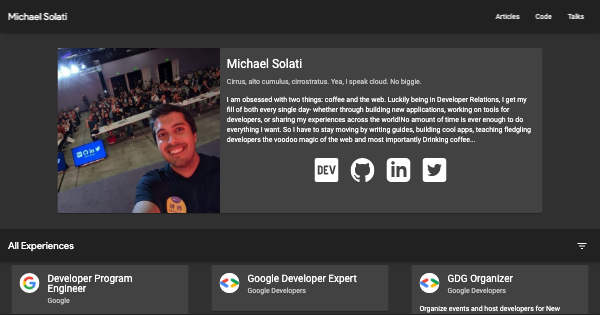 Michael Solati
Articles Code Talks
Michael Solati
Cirrus, alto cumulus, cirrostratus. Yea, I speak cloud. No biggie.
I am obsessed with two things: coffee and the web. Luckily being in Developer Relations, I get my
fill of both every single day- whether through building new applications, working on tools for
developers, or sharing my experiences across the world!No amount of time is ever enough to do
everything I want. So I have to stay moving by writing guides, building cool apps, teaching fledgling
developers the voodoo magic of the web and most importantly Drinking coffee...
DEV
in
All Experiences
Developer Program
Engineer
Google
Google Developer Expert
Google Developers
GDG Organizer
Google Developers
Organize events and host developers for New